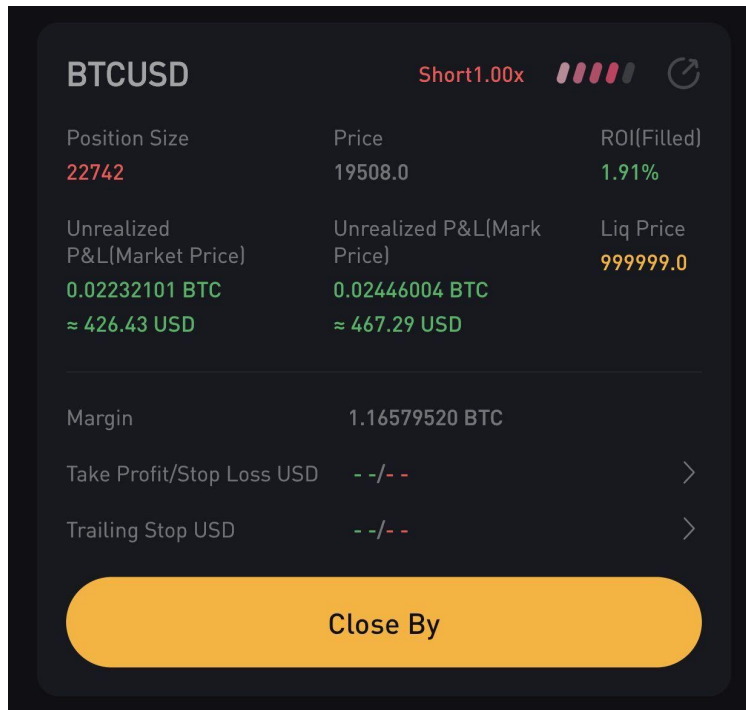 BTCUSD Short1.00x
Position Size Price ROI(Filled)
22742 19508.0 1.91%
Unrealized Unrealized P&L(Mark Liq Price
P&L(Market Price) Price) 999999.0
0.02232101 BTC 0.02446004 BTC
≈ 426.43 USD ≈ 467.29 USD
Margin 1.16579520 BTC
Take Profit/Stop Loss USD - -/- -
Trailing Stop USD - -/- -
Close By